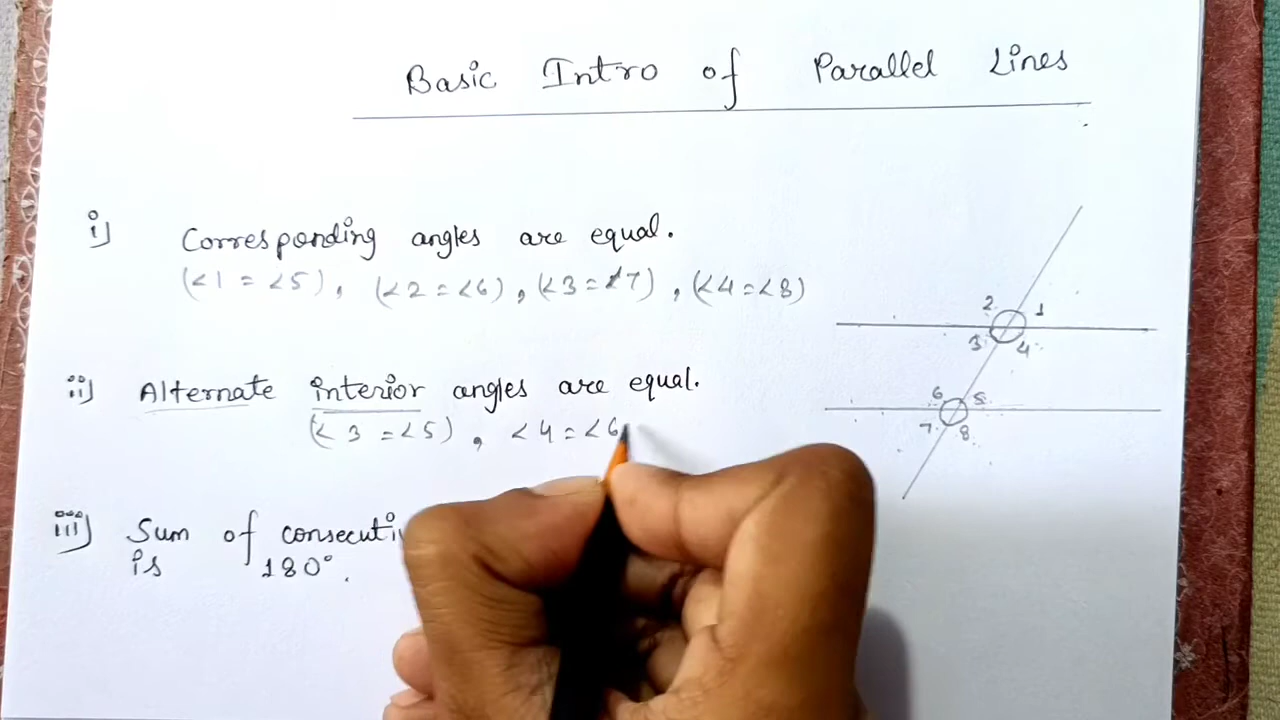 Basic Intro of Parallel Lines
i) Corresponding angles are equal.
(<1 = <5), (<2 = <6), (<3 = <7), (<4 = <8)
ii) Alternate interior angles are equal.
(< 3 = <5), <4 = <6
iii) Sum of
is 180°.
2 1
3 4
6 5
7 8